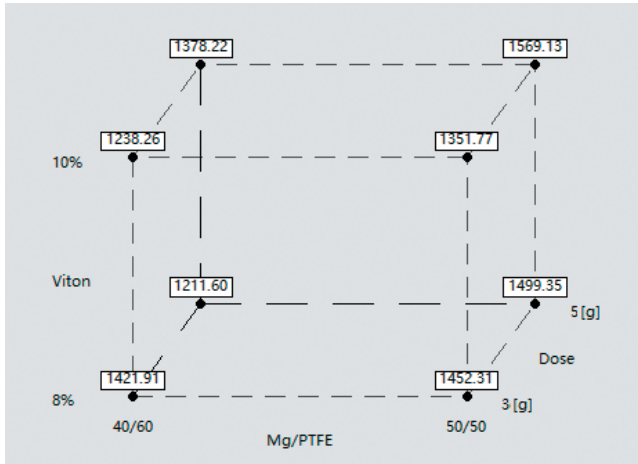 1378.22
1569.13
1238.26
1351.77
10%
Viton
1211.60
1499.35
5 [g]
Dose
1421.91
1452.31
8%
3 [g]
40/60
50/50
Mg/PTFE